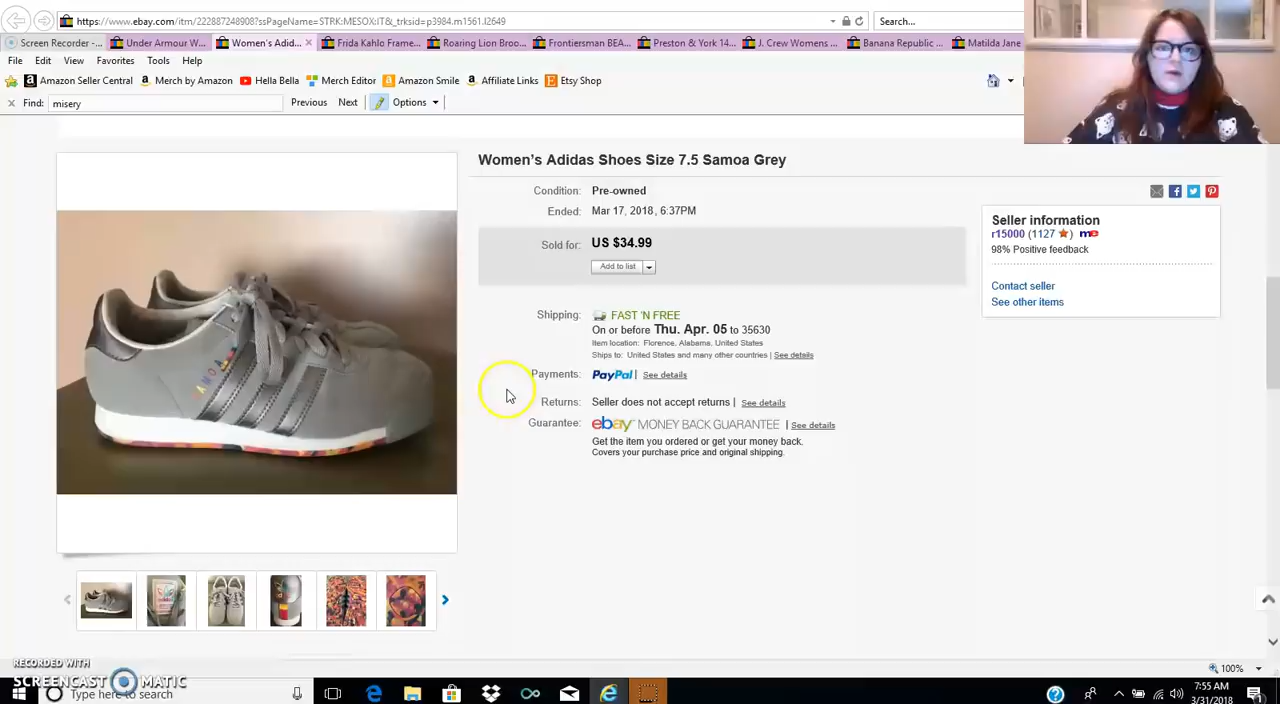 https://www.ebay.com/itm/222887248908?ssPageName=STRK:MESOX:IT&_trksid=p3984.m1561.l2649
Search...
Screen Recorder -...
Under Armour W...
Women's Adid...
Frida Kahlo Frame...
Roaring Lion Broo...
Frontiersman BEA...
Preston & York 14...
J. Crew Womens ...
Banana Republic ...
Matilda Jane
File Edit View Favorites Tools Help
Amazon Seller Central
Merch by Amazon
Hella Bella
Merch Editor
Amazon Smile
Affiliate Links
Etsy Shop
Find: misery
Previous Next Options
Women's Adidas Shoes Size 7.5 Samoa Grey
Condition: Pre-owned
Ended: Mar 17, 2018, 6:37PM
Sold for: US $34.99
Add to list
Shipping: FAST 'N FREE
On or before Thu. Apr. 05 to 35630
Item location: Florence, Alabama, United States
Ships to: United States and many other countries | See details
Payments: PayPal | See details
Returns: Seller does not accept returns | See details
Guarantee: ebay MONEY BACK GUARANTEE | See details
Get the item you ordered or get your money back.
Covers your purchase price and original shipping.
Seller information
r15000 (1127 ) me
98% Positive feedback
Contact seller
See other items
SAMOA
100%
RECORDED WITH
SCREENCAST MATIC
Type here to search
7:55 AM
3/31/2018